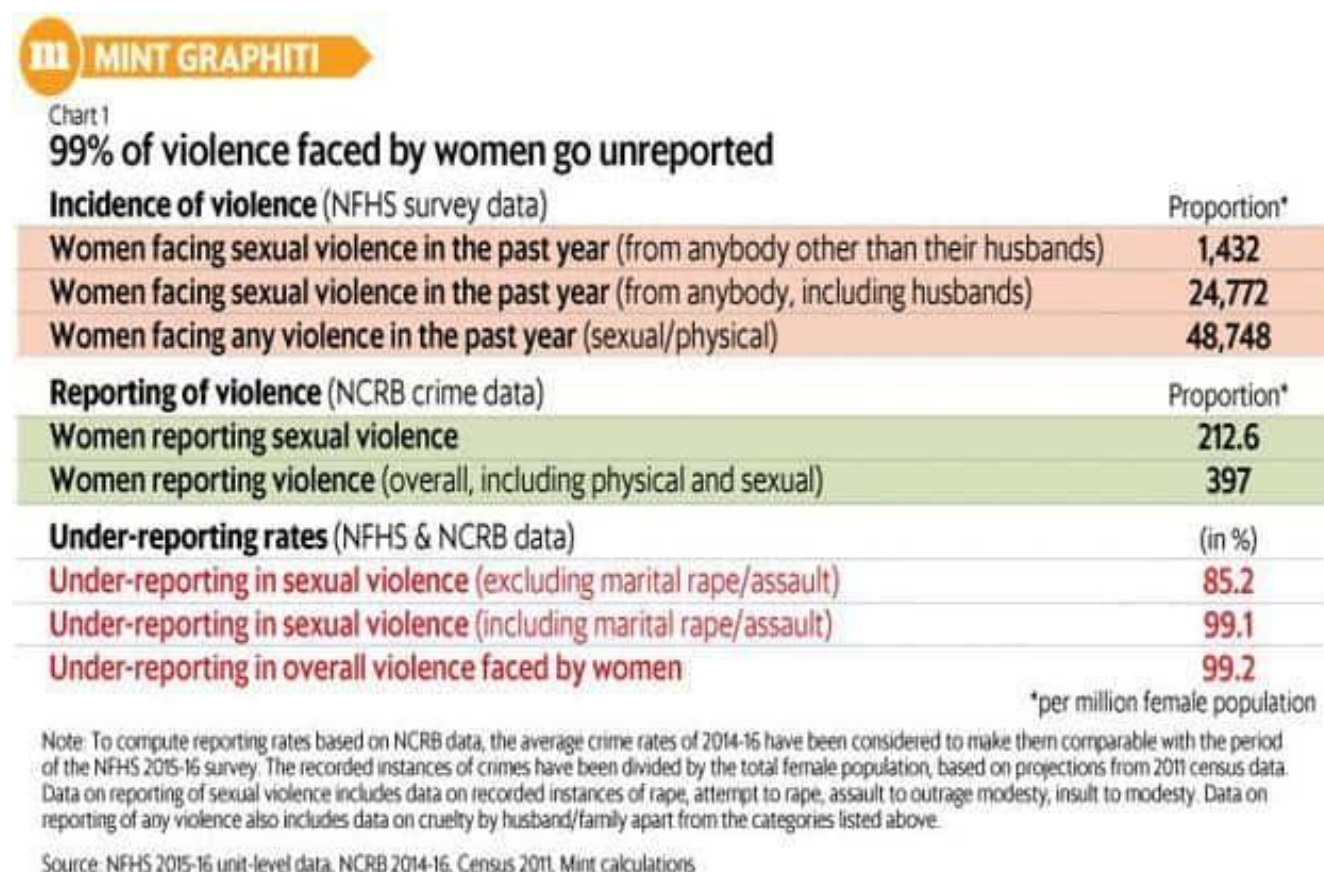 m MINT GRAPHITI
Chart 1
99% of violence faced by women go unreported
Incidence of violence (NFHS survey data) Proportion*
Women facing sexual violence in the past year (from anybody other than their husbands) 1,432
Women facing sexual violence in the past year (from anybody, including husbands) 24,772
Women facing any violence in the past year (sexual/physical) 48,748
Reporting of violence (NCRB crime data) Proportion*
Women reporting sexual violence 212.6
Women reporting violence (overall, including physical and sexual) 397
Under-reporting rates (NFHS & NCRB data) (in %)
Under-reporting in sexual violence (excluding marital rape/assault) 85.2
Under-reporting in sexual violence (including marital rape/assault) 99.1
Under-reporting in overall violence faced by women 99.2
*per million female population
Note: To compute reporting rates based on NCRB data, the average crime rates of 2014-16 have been considered to make them comparable with the period
of the NFHS 2015-16 survey. The recorded instances of crimes have been divided by the total female population, based on projections from 2011 census data.
Data on reporting of sexual violence includes data on recorded instances of rape, attempt to rape, assault to outrage modesty, insult to modesty. Data on
reporting of any violence also includes data on cruelty by husband/family apart from the categories listed above.
Source: NFHS 2015-16 unit-level data, NCRB 2014-16, Census 2011, Mint calculations